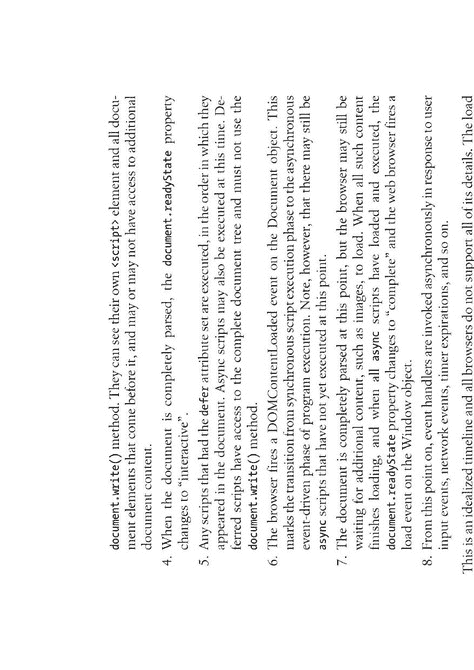 document.write() method. They can see their own <script> element and all docu-
ment elements that come before it, and may or may not have access to additional
document content.
4. When the document is completely parsed, the document.readyState property
changes to “interactive”.
5. Any scripts that had the defer attribute set are executed, in the order in which they
appeared in the document. Async scripts may also be executed at this time. De-
ferred scripts have access to the complete document tree and must not use the
document.write() method.
6. The browser fires a DOMContentLoaded event on the Document object. This
marks the transition from synchronous script execution phase to the asynchronous
event-driven phase of program execution. Note, however, that there may still be
async scripts that have not yet executed at this point.
7. The document is completely parsed at this point, but the browser may still be
waiting for additional content, such as images, to load. When all such content
finishes loading, and when all async scripts have loaded and executed, the
document.readyState property changes to “complete” and the web browser fires a
load event on the Window object.
8. From this point on, event handlers are invoked asynchronously in response to user
input events, network events, timer expirations, and so on.
This is an idealized timeline and all browsers do not support all of its details. The load